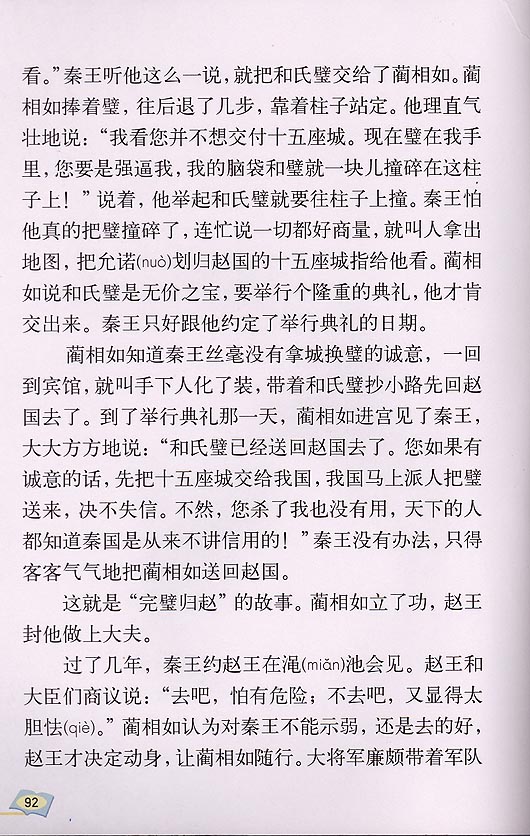 看。”秦王听他这么一说，就把和氏璧交给了蔺相如。蔺
相如捧着璧，往后退了几步，靠着柱子站定。他理直气
壮地说：“我看您并不想交付十五座城。现在璧在我手
里，您要是强逼我，我的脑袋和璧就一块儿撞碎在这柱
子上！”说着，他举起和氏璧就要往柱子上撞。秦王怕
他真的把璧撞碎了，连忙说一切都好商量，就叫人拿出
地图，把允诺(nuò)划归赵国的十五座城指给他看。蔺相
如说和氏璧是无价之宝，要举行个隆重的典礼，他才肯
交出来。秦王只好跟他约定了举行典礼的日期。
蔺相如知道秦王丝毫没有拿城换璧的诚意，一回
到宾馆，就叫手下人化了装，带着和氏璧抄小路先回赵
国去了。到了举行典礼那一天，蔺相如进宫见了秦王，
大大方方地说：“和氏璧已经送回赵国去了。您如果有
诚意的话，先把十五座城交给我国，我国马上派人把璧
送来，决不失信。不然，您杀了我也没有用，天下的人
都知道秦国是从来不讲信用的！”秦王没有办法，只得
客客气气地把蔺相如送回赵国。
这就是“完璧归赵”的故事。蔺相如立了功，赵王
封他做上大夫。
过了几年，秦王约赵王在渑(miǎn)池会见。赵王和
大臣们商议说：“去吧，怕有危险；不去吧，又显得太
胆怯(qiè)。”蔺相如认为对秦王不能示弱，还是去的好，
赵王才决定动身，让蔺相如随行。大将军廉颇带着军队
92